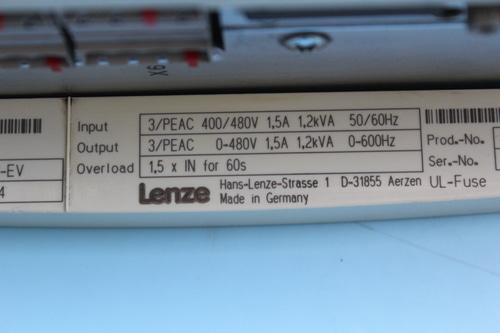 X9
Input 3/PEAC 400/480V 1,5A 1,2kVA 50/60Hz
Output 3/PEAC 0-480V 1,5A 1,2kVA 0-600Hz
Overload 1,5 x IN for 60s
Prod.-No.
Ser.-No.
-EV
4
Lenze Hans-Lenze-Strasse 1 D-31855 Aerzen
Made in Germany
UL-Fuse